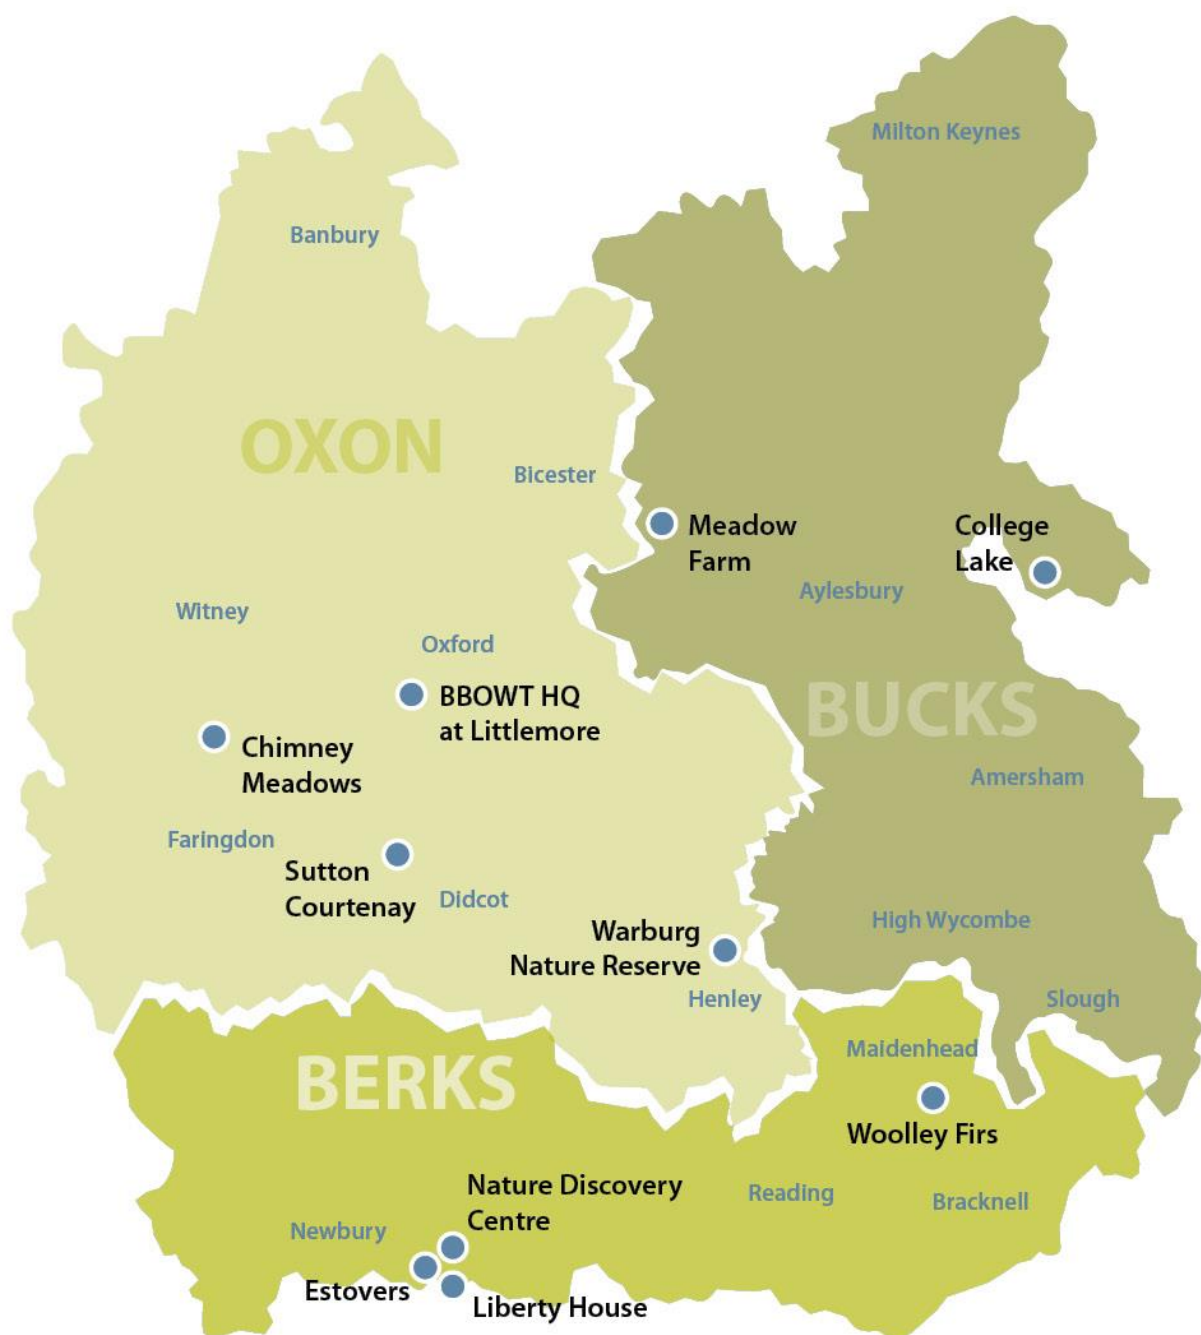 Milton Keynes
Banbury
OXON
Bicester
Meadow
Farm
College
Lake
Aylesbury
Witney
Oxford
BBOWT HQ
at Littlemore
BUCKS
Chimney
Meadows
Amersham
Faringdon
Sutton
Courtenay
Didcot
High Wycombe
Warburg
Nature Reserve
Henley
Slough
Maidenhead
BERKS
Woolley Firs
Nature Discovery
Centre
Reading
Bracknell
Newbury
Estovers
Liberty House